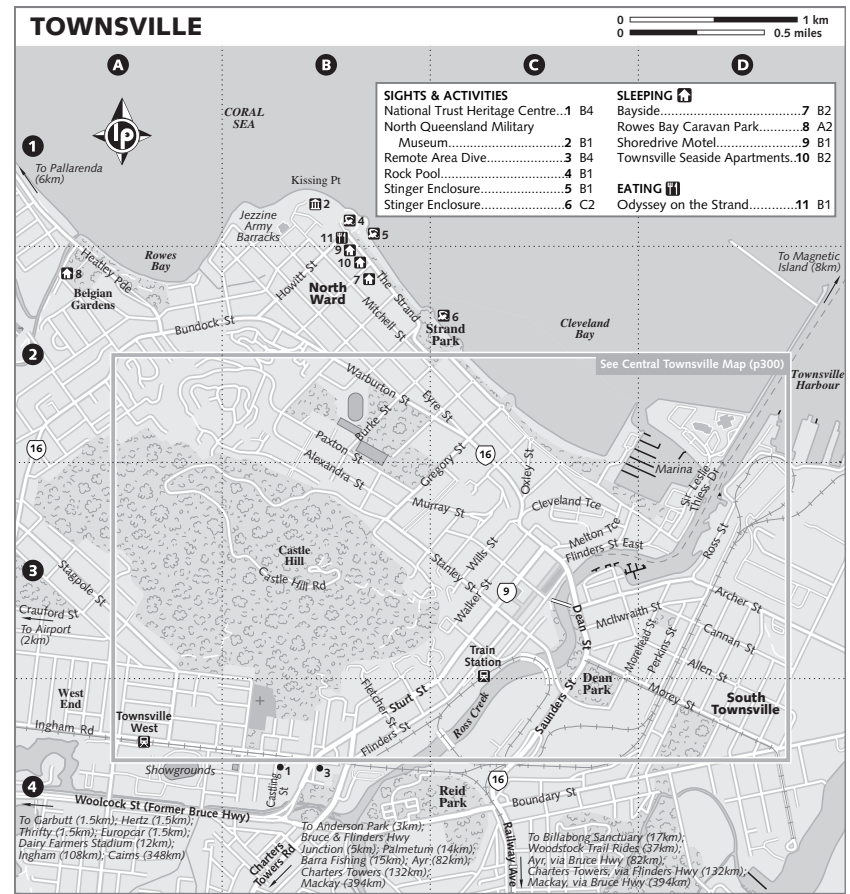 TOWNSVILLE
0 1 km
0 0.5 miles
A
B
C
D
SIGHTS & ACTIVITIES
National Trust Heritage Centre...1 B4
North Queensland Military
Museum...........................2 B1
Remote Area Dive......................3 B4
Rock Pool..................................4 B1
Stinger Enclosure.......................5 B1
Stinger Enclosure.......................6 C2
SLEEPING
Bayside.....................................7 B2
Rowes Bay Caravan Park...........8 A2
Shoredrive Motel.......................9 B1
Townsville Seaside Apartments..10 B2
EATING
Odyssey on the Strand............11 B1
lp
CORAL
SEA
1
To Pallarenda
(6km)
Kissing Pt
2
Jezzine
Army
Barracks
4
5
11
9
10
7
Rowes
Bay
Heatley Pde
8
Belgian
Gardens
Howitt St
North
Ward
The Strand
Mitchell St
To Magnetic
Island (8km)
6
Strand
Park
Cleveland
Bay
Bundock St
2
See Central Townsville Map (p300)
Townsville
Harbour
Warburton St
Eyre St
Burke St
Paxton St
Alexandra St
Gregory St
16
16
Oxley St
Marina
Sir Leslie
Thiess Dr
Murray St
Cleveland Tce
Melton Tce
Flinders St East
Ross St
Castle
Hill
Castle Hill Rd
Wills St
Stanley St
Walker St
9
3
Stagpole St
Crauford St
To Airport
(2km)
Dean St
McIlwraith St
Archer St
Morehead St
Perkins St
Cannan St
Allen St
Train
Station
Dean
Park
Morey St
South
Townsville
West
End
Ingham Rd
Townsville
West
Fletcher St
Sturt St
Flinders St
Ross Creek
Saunders St
Showgrounds
1
3
Castling
St
4
Woolcock St (Former Bruce Hwy)
Reid
Park
16
Boundary St
Railway Ave
Charters
Towers Rd
To Garbutt (1.5km); Hertz (1.5km);
Thrifty (1.5km); Europcar (1.5km);
Dairy Farmers Stadium (12km);
Ingham (108km); Cairns (348km)
To Anderson Park (3km);
Bruce & Flinders Hwy
Junction (5km); Palmetum (14km);
Barra Fishing (15km); Ayr (82km);
Charters Towers (132km);
Mackay (394km)
To Billabong Sanctuary (17km);
Woodstock Trail Rides (37km);
Ayr, via Bruce Hwy (82km);
Charters Towers, via Flinders Hwy (132km);
Mackay, via Bruce Hwy (394km)